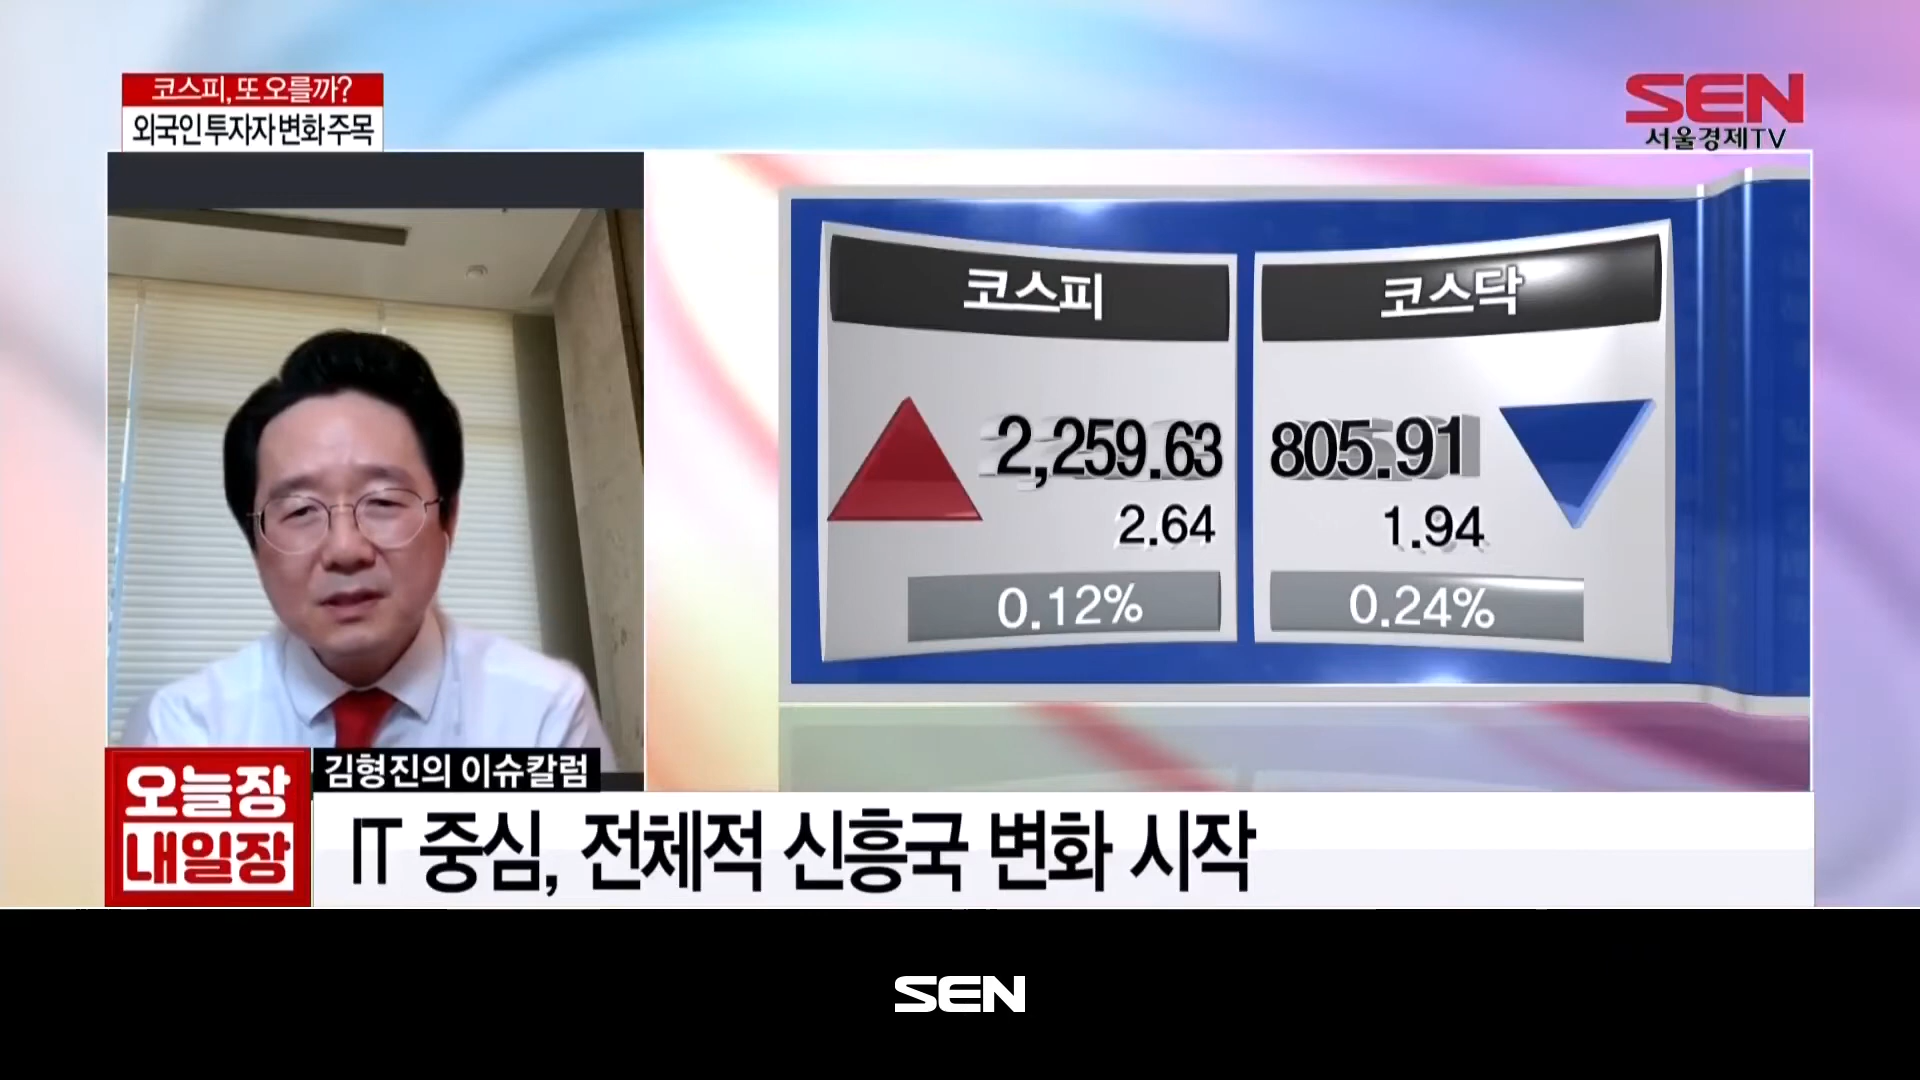 코스피, 또 오를까?
외국인 투자자 변화 주목
SEN
서울경제TV
코스피
코스닥
2,259.63
805.91
2.64
1.94
0.12%
0.24%
김형진의 이슈칼럼
오늘장
내일장
IT 중심, 전체적 신흥국 변화 시작
SEN